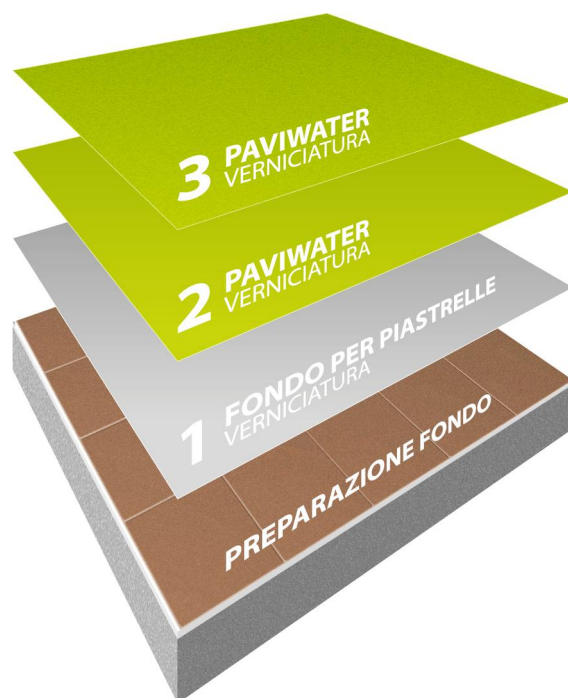 3 PAVIWATER
VERNICIATURA
2 PAVIWATER
VERNICIATURA
1 FONDO PER PIASTRELLE
VERNICIATURA
PREPARAZIONE FONDO